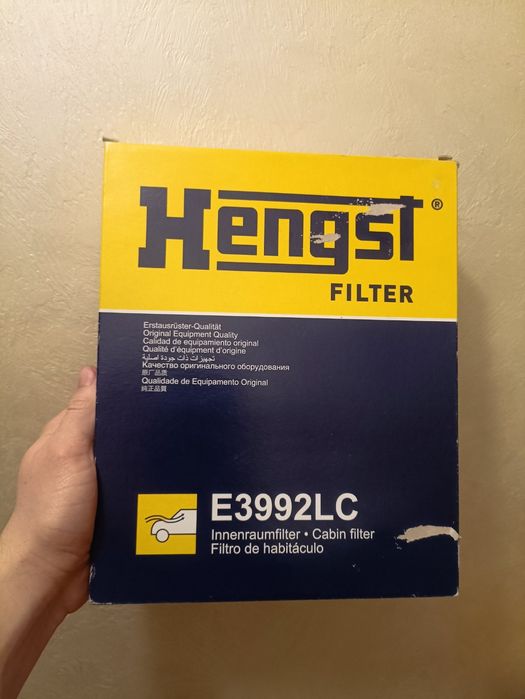 Hengst®
FILTER
Erstausrüster-Qualität
Original Equipment Quality
Calidad de equipamiento original
Qualité d'équipment d'origine
تجهيزات ذات جودة اصلية
Качество оригинального оборудования
原厂品质
Qualidade de Equipamento Original
純正品質
E3992LC
Innenraumfilter • Cabin filter
Filtro de habitáculo